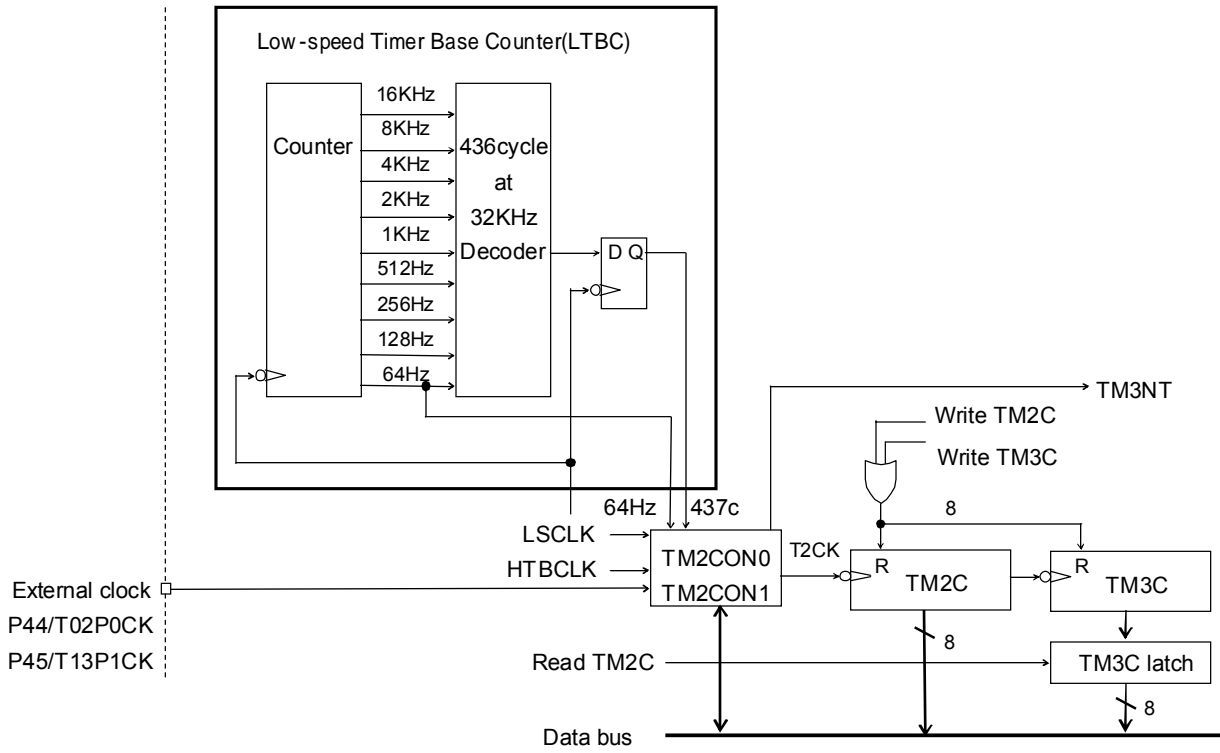 Low-speed Timer Base Counter(LTBC)
16KHz
8KHz
4KHz
2KHz
1KHz
512Hz
256Hz
128Hz
64Hz
Counter
436cycle
at
32KHz
Decoder
D Q
TM3NT
Write TM2C
Write TM3C
64Hz
437c
8
LSCLK
HTBCLK
TM2CON0
TM2CON1
T2CK
R
TM2C
R
TM3C
External clock
P44/T02P0CK
P45/T13P1CK
8
Read TM2C
TM3C latch
8
Data bus